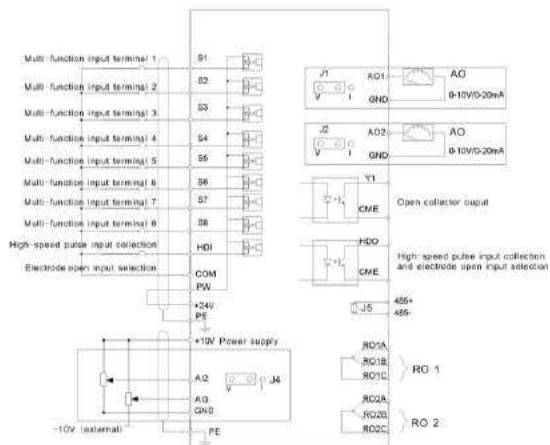 Multi-function input terminal 1
S1
Multi-function input terminal 2
S2
Multi-function input terminal 3
S3
Multi-function input terminal 4
S4
Multi-function input terminal 5
S5
Multi-function input terminal 6
S6
Multi-function input terminal 7
S7
Multi-function input terminal 8
S8
High-speed pulse input collection
HDI
Electrode open input selection
COM
PW
+24V
PE
+10V Power supply
AI2
J4
V
I
AI3
GND
-10V (external)
PE
J1
V
I
AO1
GND
AO
0-10V/0-20mA
J2
V
I
AO2
GND
AO
0-10V/0-20mA
Y1
CME
Open collector ouput
HDO
CME
High-speed pulse input collection
and electrode open input selection
J5
485+
485-
RO1A
RO1B
RO1C
RO 1
RO2A
RO2B
RO2C
RO 2